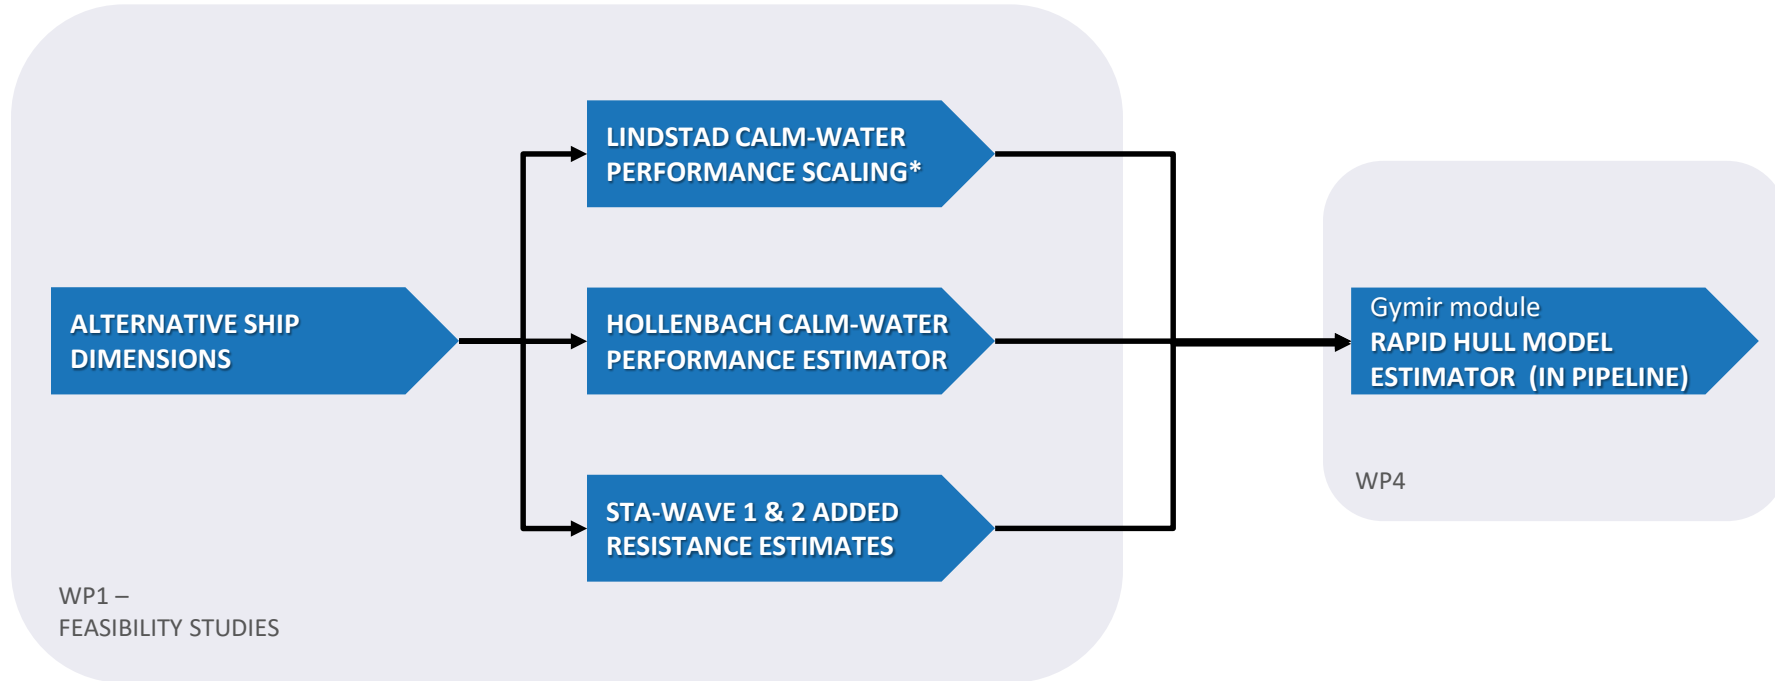 LINDSTAD CALM-WATER
PERFORMANCE SCALING*
ALTERNATIVE SHIP
DIMENSIONS
HOLLENBACH CALM-WATER
PERFORMANCE ESTIMATOR
STA-WAVE 1 & 2 ADDED
RESISTANCE ESTIMATES
WP1 –
FEASIBILITY STUDIES
Gymir module
RAPID HULL MODEL
ESTIMATOR (IN PIPELINE)
WP4